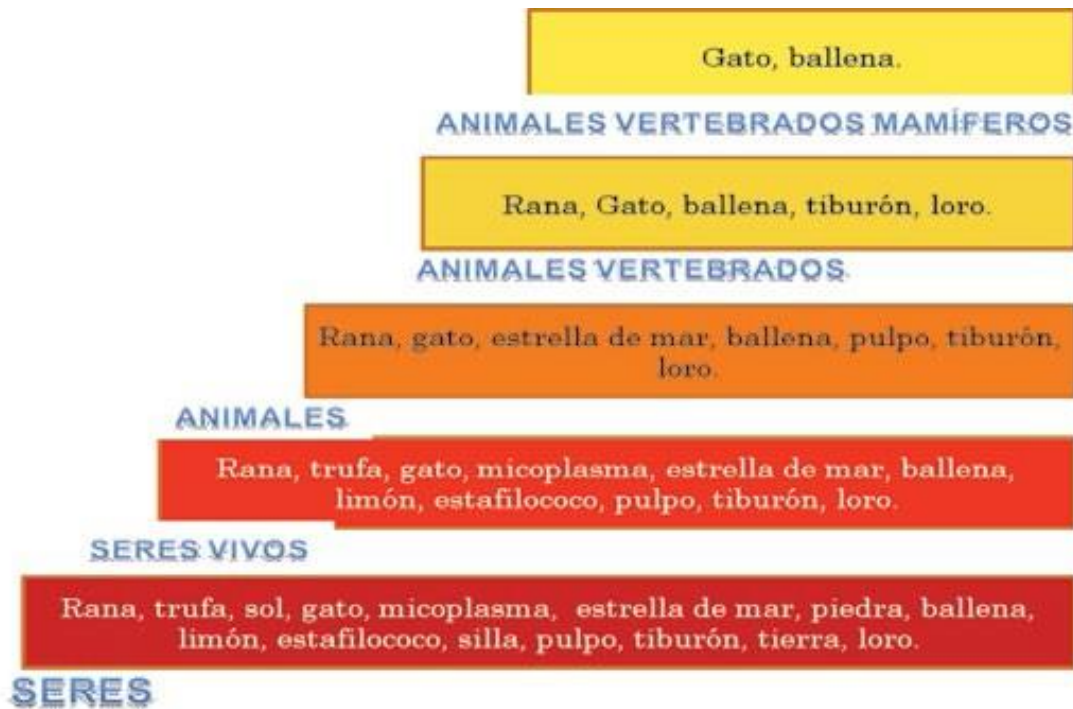 Gato, ballena.
ANIMALES VERTEBRADOS MAMÍFEROS
Rana, Gato, ballena, tiburón, loro.
ANIMALES VERTEBRADOS
Rana, gato, estrella de mar, ballena, pulpo, tiburón,
loro.
ANIMALES
Rana, trufa, gato, micoplasma, estrella de mar, ballena,
limón, estafilococo, pulpo, tiburón, loro.
SERES VIVOS
Rana, trufa, sol, gato, micoplasma, estrella de mar, piedra, ballena,
limón, estafilococo, silla, pulpo, tiburón, tierra, loro.
SERES